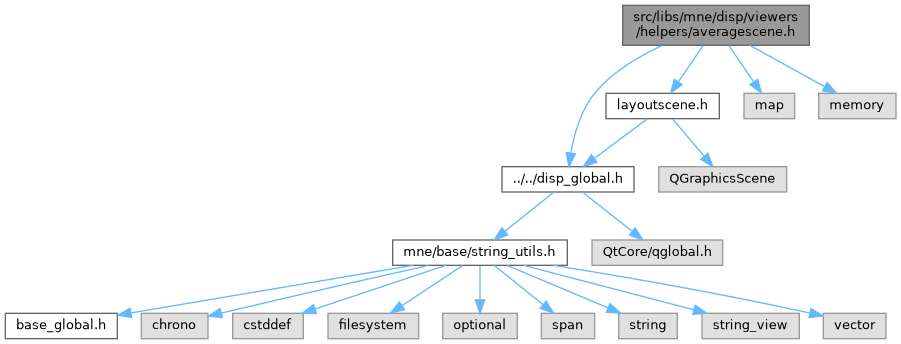 src/libs/mne/disp/viewers
/helpers/averagescene.h
layoutscene.h
map
memory
../../disp_global.h
QGraphicsScene
mne/base/string_utils.h
QtCore/qglobal.h
base_global.h
chrono
cstddef
filesystem
optional
span
string
string_view
vector